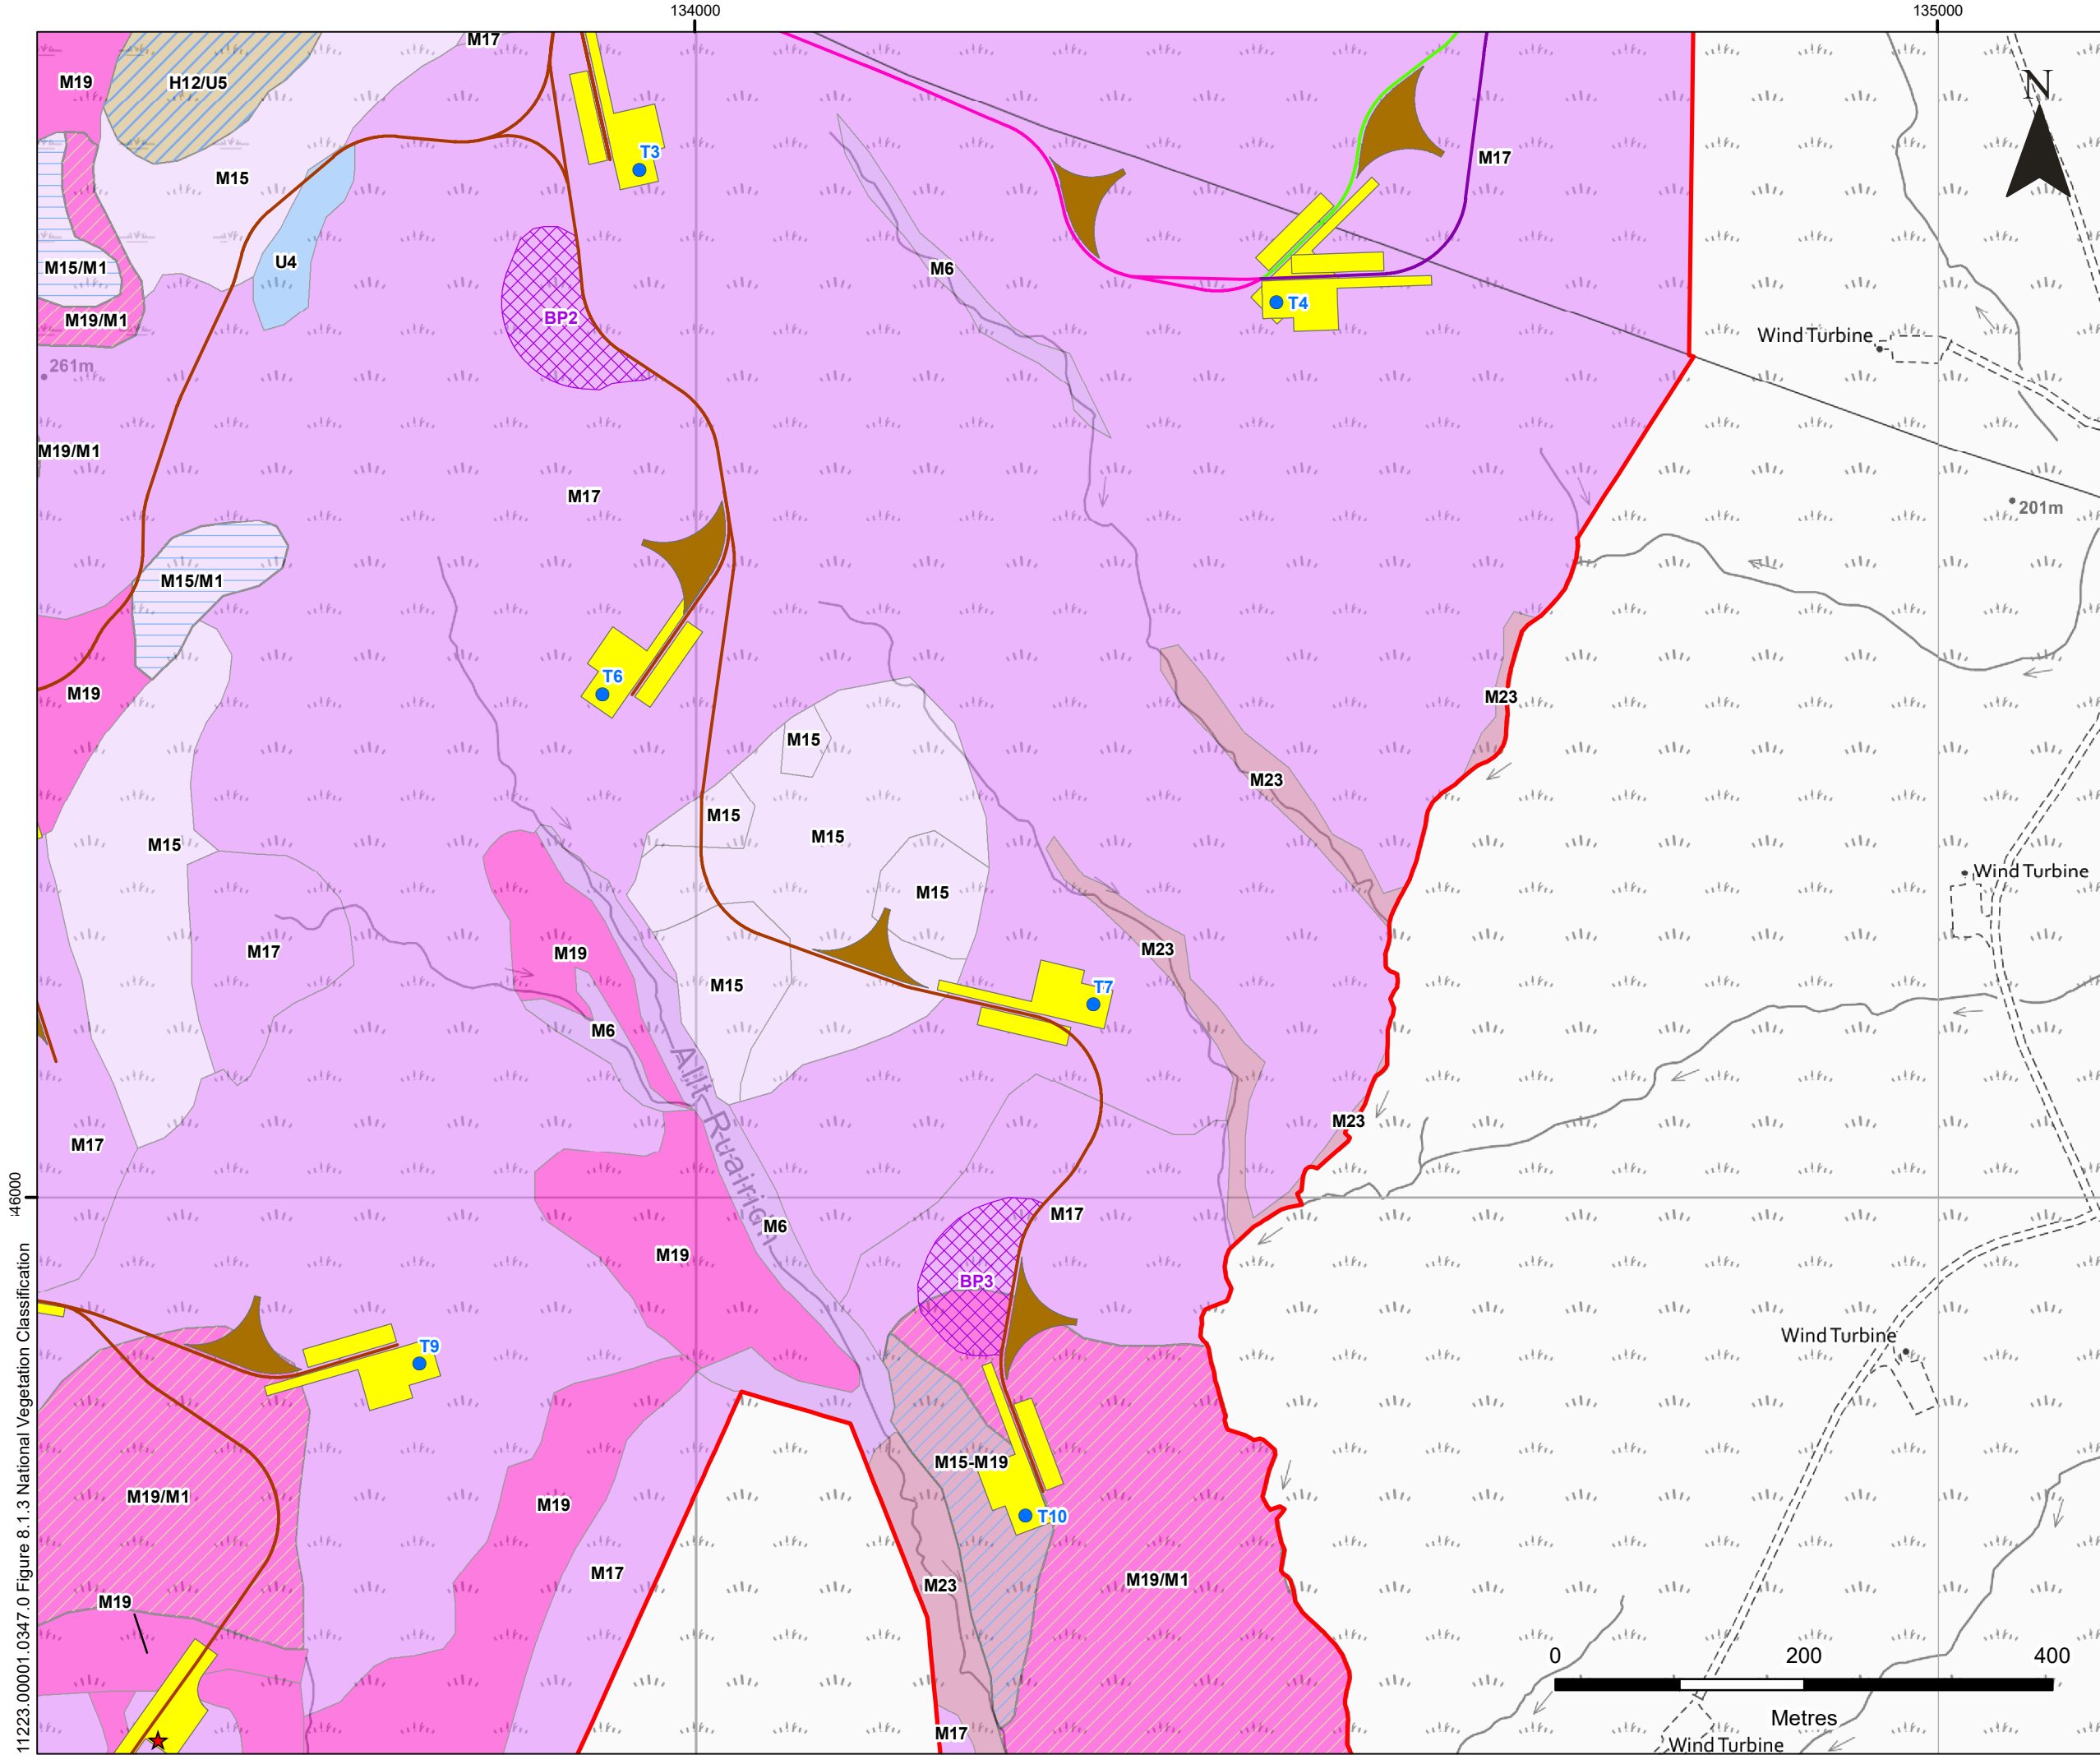 134000
135000
M17
M19
H12/U5
N
T3
M17
M15
U4
M15/M1
M6
T4
BP2
M19/M1
Wind Turbine
261m
M19/M1
M17
201m
M15/M1
T6
M19
M23
M15
M23
M15
M15
M15
Wind Turbine
M15
M17
M19
M23
M15
T7
M6
Allt Ruairidh
M23
M17
46000
M17
M6
M19
BP3
Wind Turbine
T9
M15-M19
M19/M1
M19
T10
M17
M19/M1
M23
M19
0 200 400
Metres
M17
Wind Turbine
11223.00001.0347.0 Figure 8.1.3 National Vegetation Classification